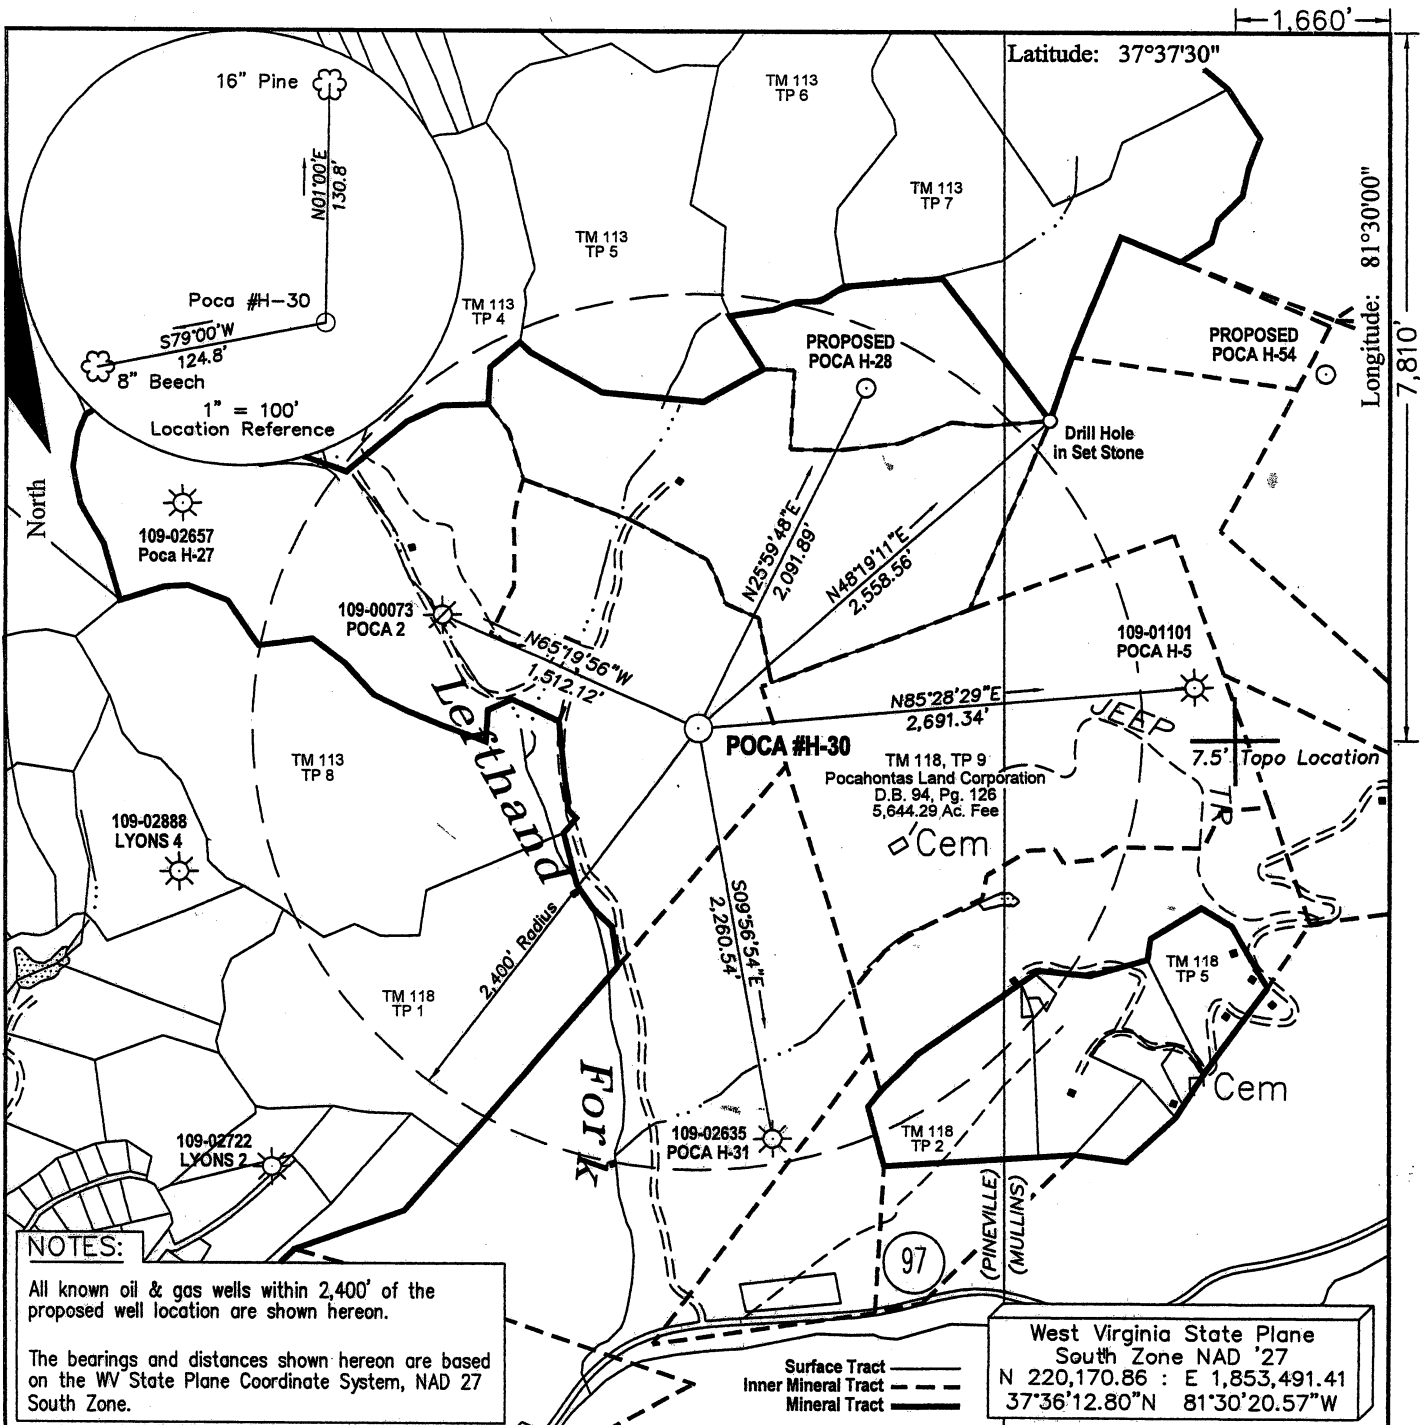 1,660'
Latitude: 37°37'30"
16" Pine
N01°00'E
130.8'
Poca #H-30
S79°00'W
124.8'
8" Beech
1" = 100'
Location Reference
TM 113
TP 6
TM 113
TP 7
TM 113
TP 5
TM 113
TP 4
Longitude: 81°30'00"
7,810'
PROPOSED
POCA H-28
PROPOSED
POCA H-54
Drill Hole
in Set Stone
North
109-02657
Poca H-27
N25°59'48"E
2,091.89'
N48°19'11"E
2,558.56'
109-00073
POCA 2
N65°19'56"W
1,512.12'
109-01101
POCA H-5
N85°28'29"E
2,691.34'
JEEP
TR
POCA #H-30
7.5' Topo Location
TM 118, TP 9
Pocahontas Land Corporation
D.B. 94, Pg. 126
5,644.29 Ac. Fee
Cem
TM 113
TP 8
Lefthand
Fork
109-02888
LYONS 4
2,400' Radius
S09°56'54"E
2,260.54'
TM 118
TP 1
TM 118
TP 5
Cem
109-02722
LYONS 2
109-02635
POCA H-31
TM 118
TP 2
(PINEVILLE)
(MULLINS)
97
NOTES:
All known oil & gas wells within 2,400' of the
proposed well location are shown hereon.
The bearings and distances shown hereon are based
on the WV State Plane Coordinate System, NAD 27
South Zone.
Surface Tract
Inner Mineral Tract
Mineral Tract
West Virginia State Plane
South Zone NAD '27
N 220,170.86 : E 1,853,491.41
37°36'12.80"N 81°30'20.57"W